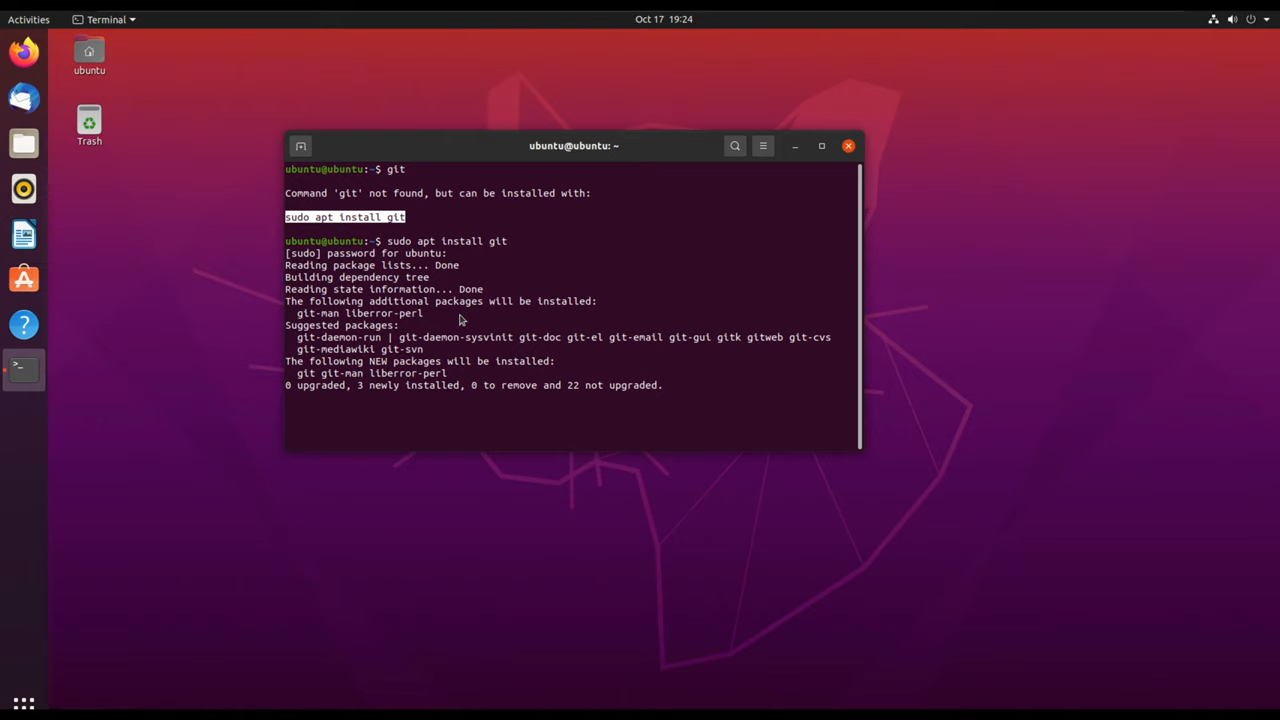 Activities
Terminal
Oct 17 19:24
ubuntu
Trash
ubuntu@ubuntu: ~
ubuntu@ubuntu:~$ git
Command 'git' not found, but can be installed with:
sudo apt install git
ubuntu@ubuntu:~$ sudo apt install git
[sudo] password for ubuntu:
Reading package lists... Done
Building dependency tree
Reading state information... Done
The following additional packages will be installed:
git-man liberror-perl
Suggested packages:
git-daemon-run | git-daemon-sysvinit git-doc git-el git-email git-gui gitk gitweb git-cvs
git-mediawiki git-svn
The following NEW packages will be installed:
git git-man liberror-perl
0 upgraded, 3 newly installed, 0 to remove and 22 not upgraded.